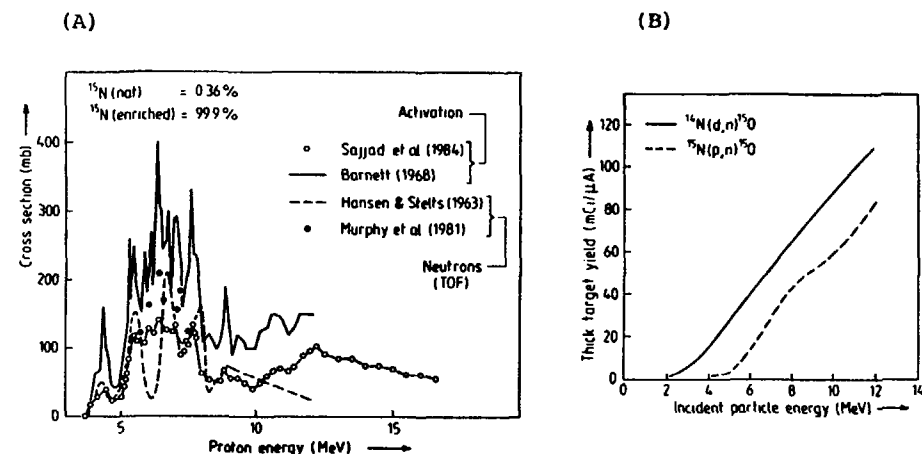 (A)
¹⁵N (nat) = 0.36 %
¹⁵N (enriched) = 99.9 %
Activation
Sajjad et al (1984)
Barnett (1968)
Hansen & Stelts (1963)
Murphy et al (1981)
Neutrons
(TOF)
Cross section (mb)
400
300
200
100
0
5
10
15
Proton energy (MeV)
(B)
¹⁴N(d,n)¹⁵O
¹⁵N(p,n)¹⁵O
Thick target yield (mCi/μA)
120
100
80
60
40
20
0
0
2
4
6
8
10
12
14
Incident particle energy (MeV)